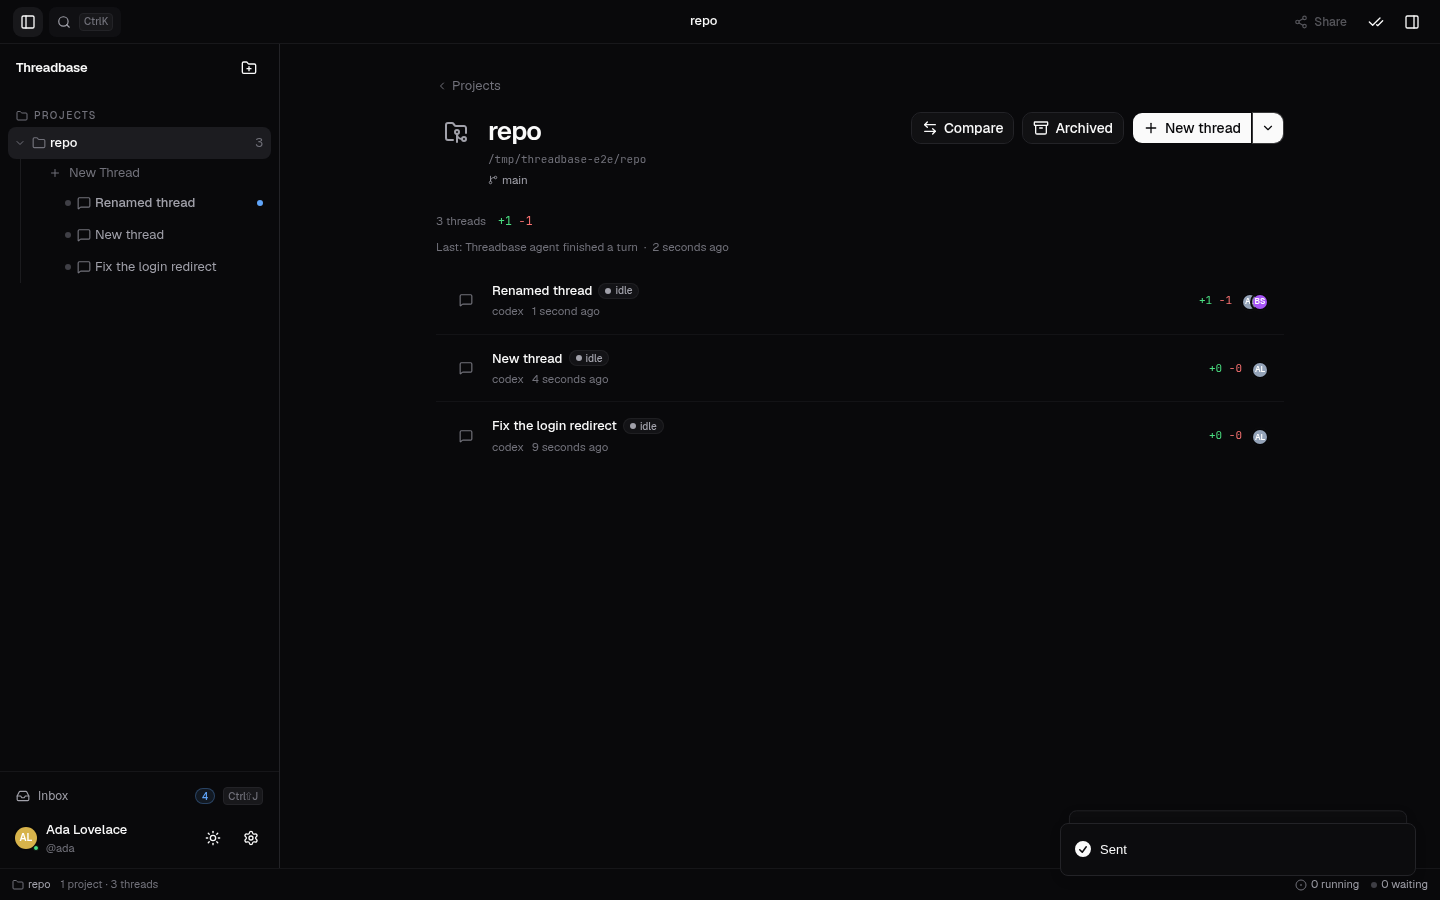 CtrlK
repo
Share
Threadbase
PROJECTS
repo 3
New Thread
Renamed thread
New thread
Fix the login redirect
Inbox 4 Ctrl⇧J
AL Ada Lovelace
@ada
Projects
repo
Compare Archived New thread
/tmp/threadbase-e2e/repo
main
3 threads +1 -1
Last: Threadbase agent finished a turn · 2 seconds ago
Renamed thread idle
codex 1 second ago
+1 -1 BS
New thread idle
codex 4 seconds ago
+0 -0 AL
Fix the login redirect idle
codex 9 seconds ago
+0 -0 AL
Sent
repo 1 project · 3 threads
0 running 0 waiting